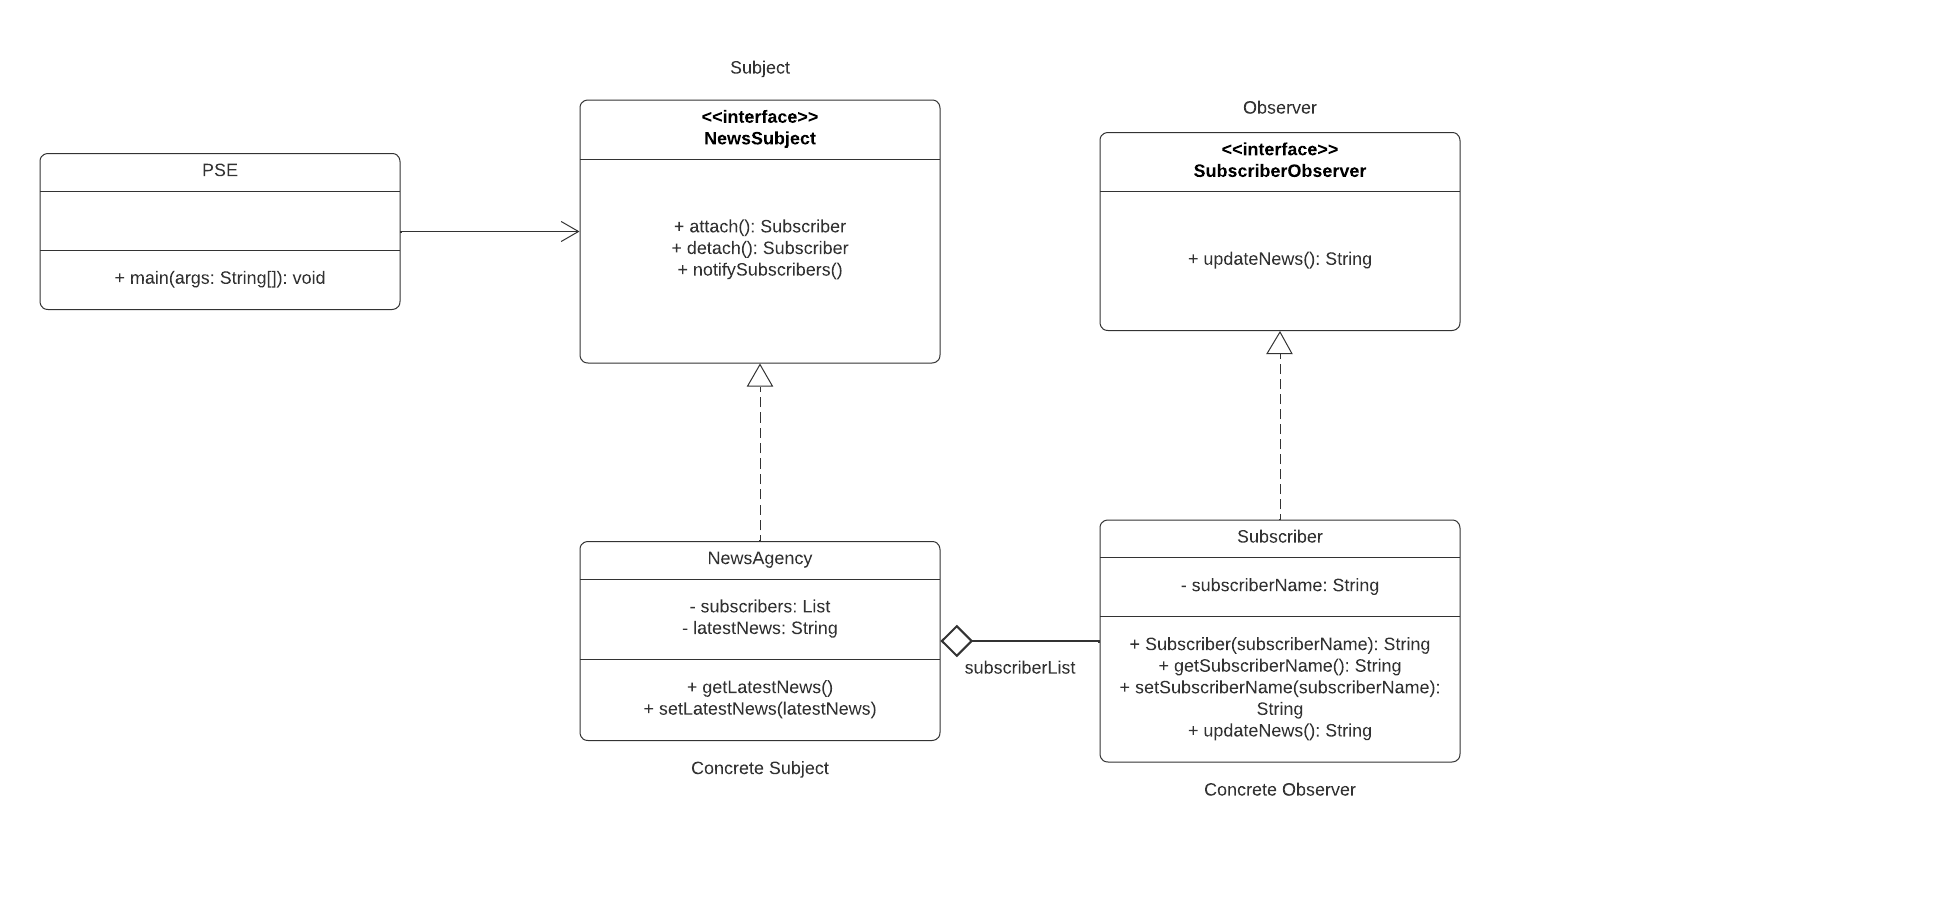 Subject
<<interface>>
NewsSubject
+ attach(): Subscriber
+ detach(): Subscriber
+ notifySubscribers()
Observer
<<interface>>
SubscriberObserver
+ updateNews(): String
PSE
+ main(args: String[]): void
NewsAgency
- subscribers: List
- latestNews: String
+ getLatestNews()
+ setLatestNews(latestNews)
Concrete Subject
subscriberList
Subscriber
- subscriberName: String
+ Subscriber(subscriberName): String
+ getSubscriberName(): String
+ setSubscriberName(subscriberName):
String
+ updateNews(): String
Concrete Observer